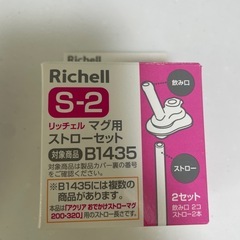 Richell
Richell
飲み口
S-2
リッチェル マグ用
ストローセット
対象商品 B1435
対象商品は製品カバー裏の番号
をご確認ください。
ストロー
※B1435には複数の
商品があります。
本品は「アクリア おでかけストローマグ
200・320」用のストロー長さです。
2セット
飲み口 2コ
ストロー2本